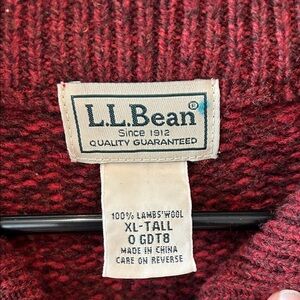 L.L.Bean®
Since 1912
QUALITY GUARANTEED
100% LAMBS'WOOL
XL-TALL
0 GDT8
MADE IN CHINA
CARE ON REVERSE